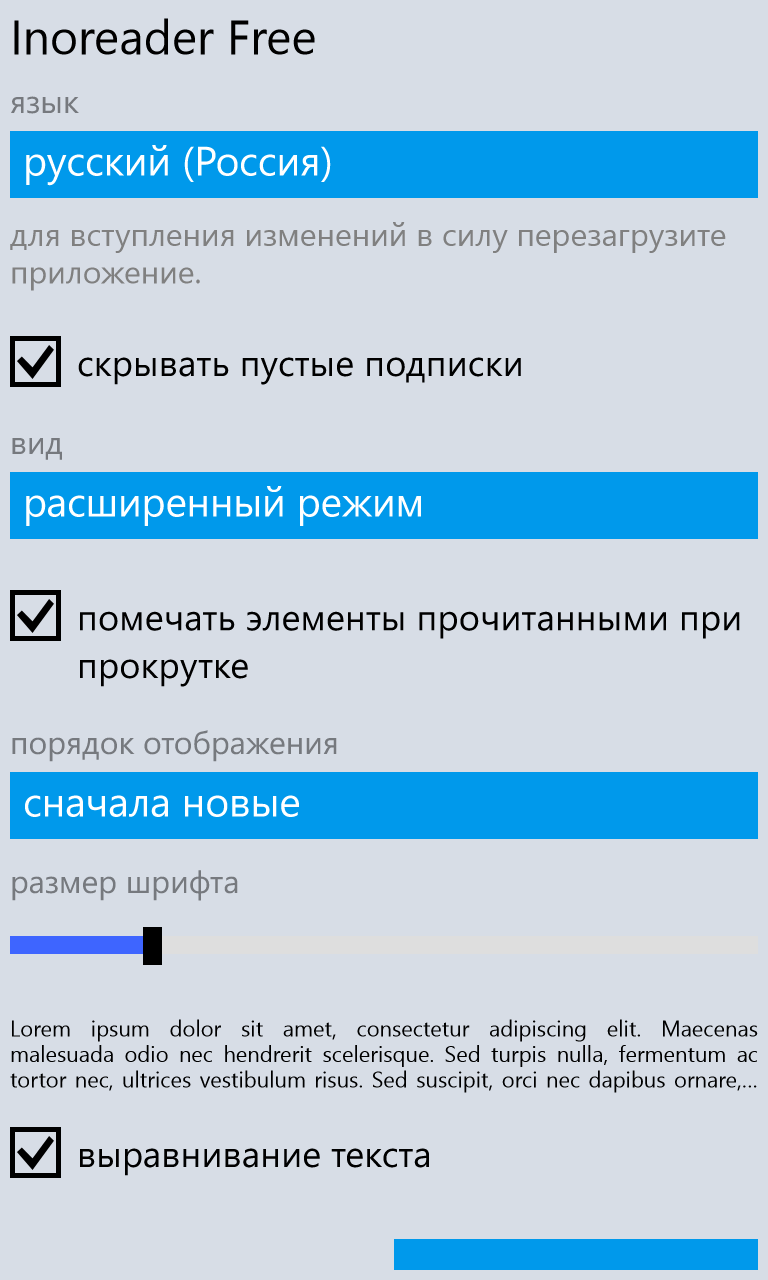 Inoreader Free
язык
русский (Россия)
для вступления изменений в силу перезагрузите
приложение.
скрывать пустые подписки
вид
расширенный режим
помечать элементы прочитанными при
прокрутке
порядок отображения
сначала новые
размер шрифта
Lorem ipsum dolor sit amet, consectetur adipiscing elit. Maecenas
malesuada odio nec hendrerit scelerisque. Sed turpis nulla, fermentum ac
tortor nec, ultrices vestibulum risus. Sed suscipit, orci nec dapibus ornare,...
выравнивание текста